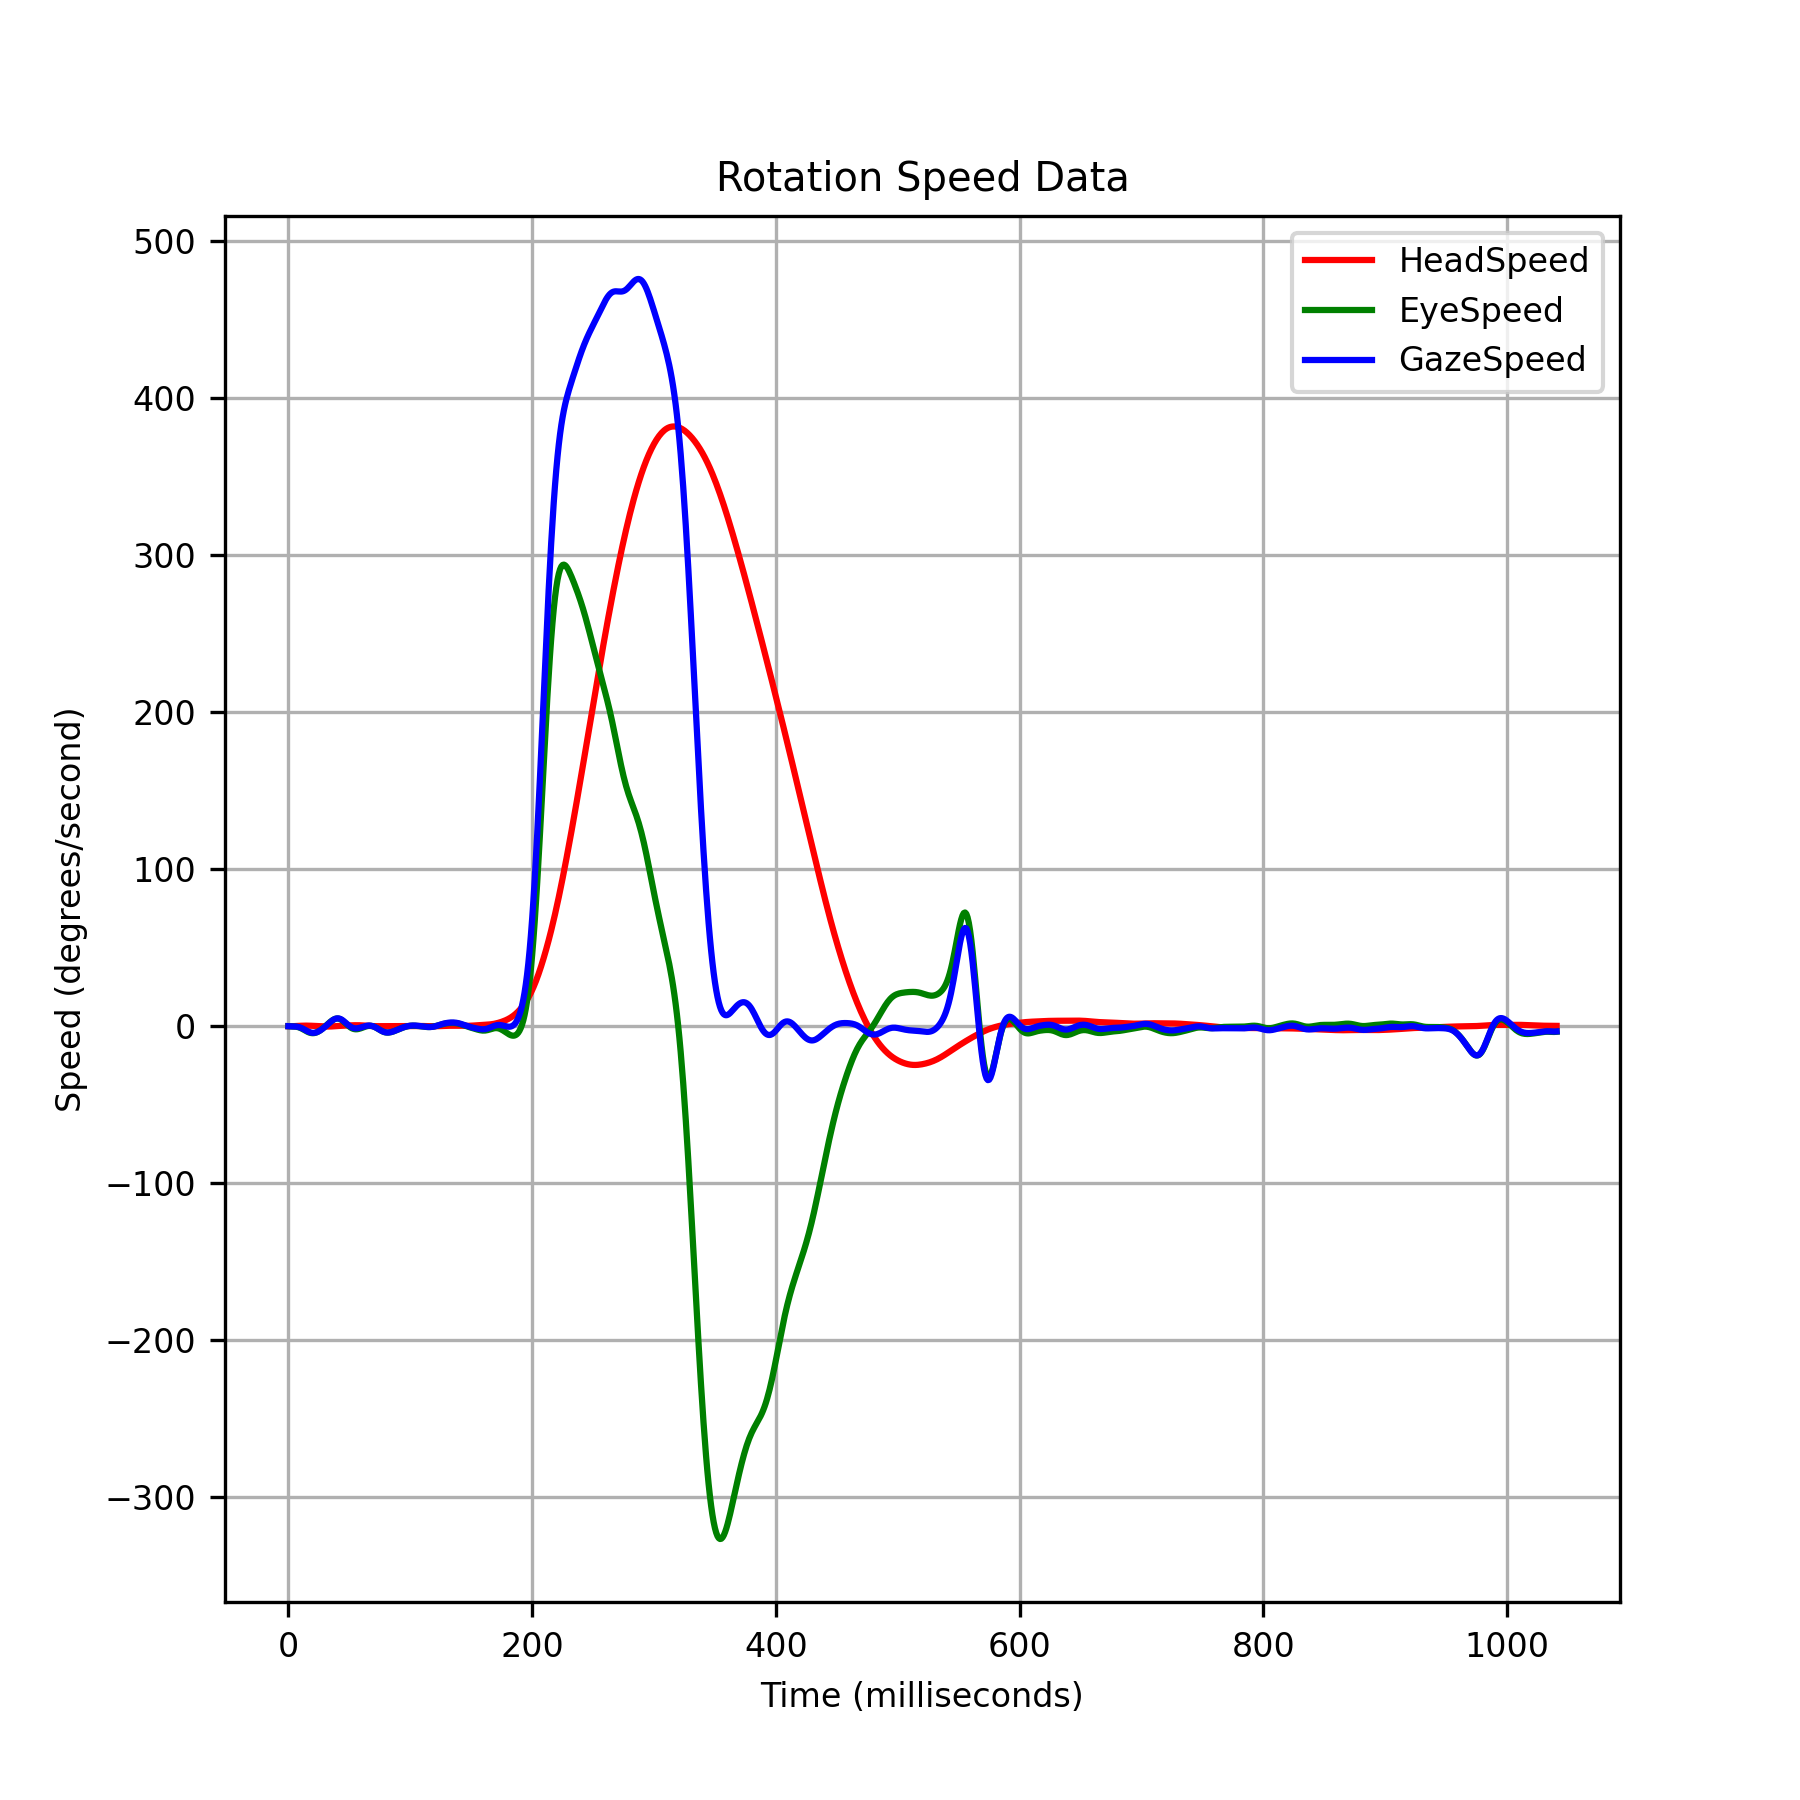 Rotation Speed Data
HeadSpeed
EyeSpeed
GazeSpeed
500
400
300
200
100
0
−100
−200
−300
Speed (degrees/second)
0 200 400 600 800 1000
Time (milliseconds)